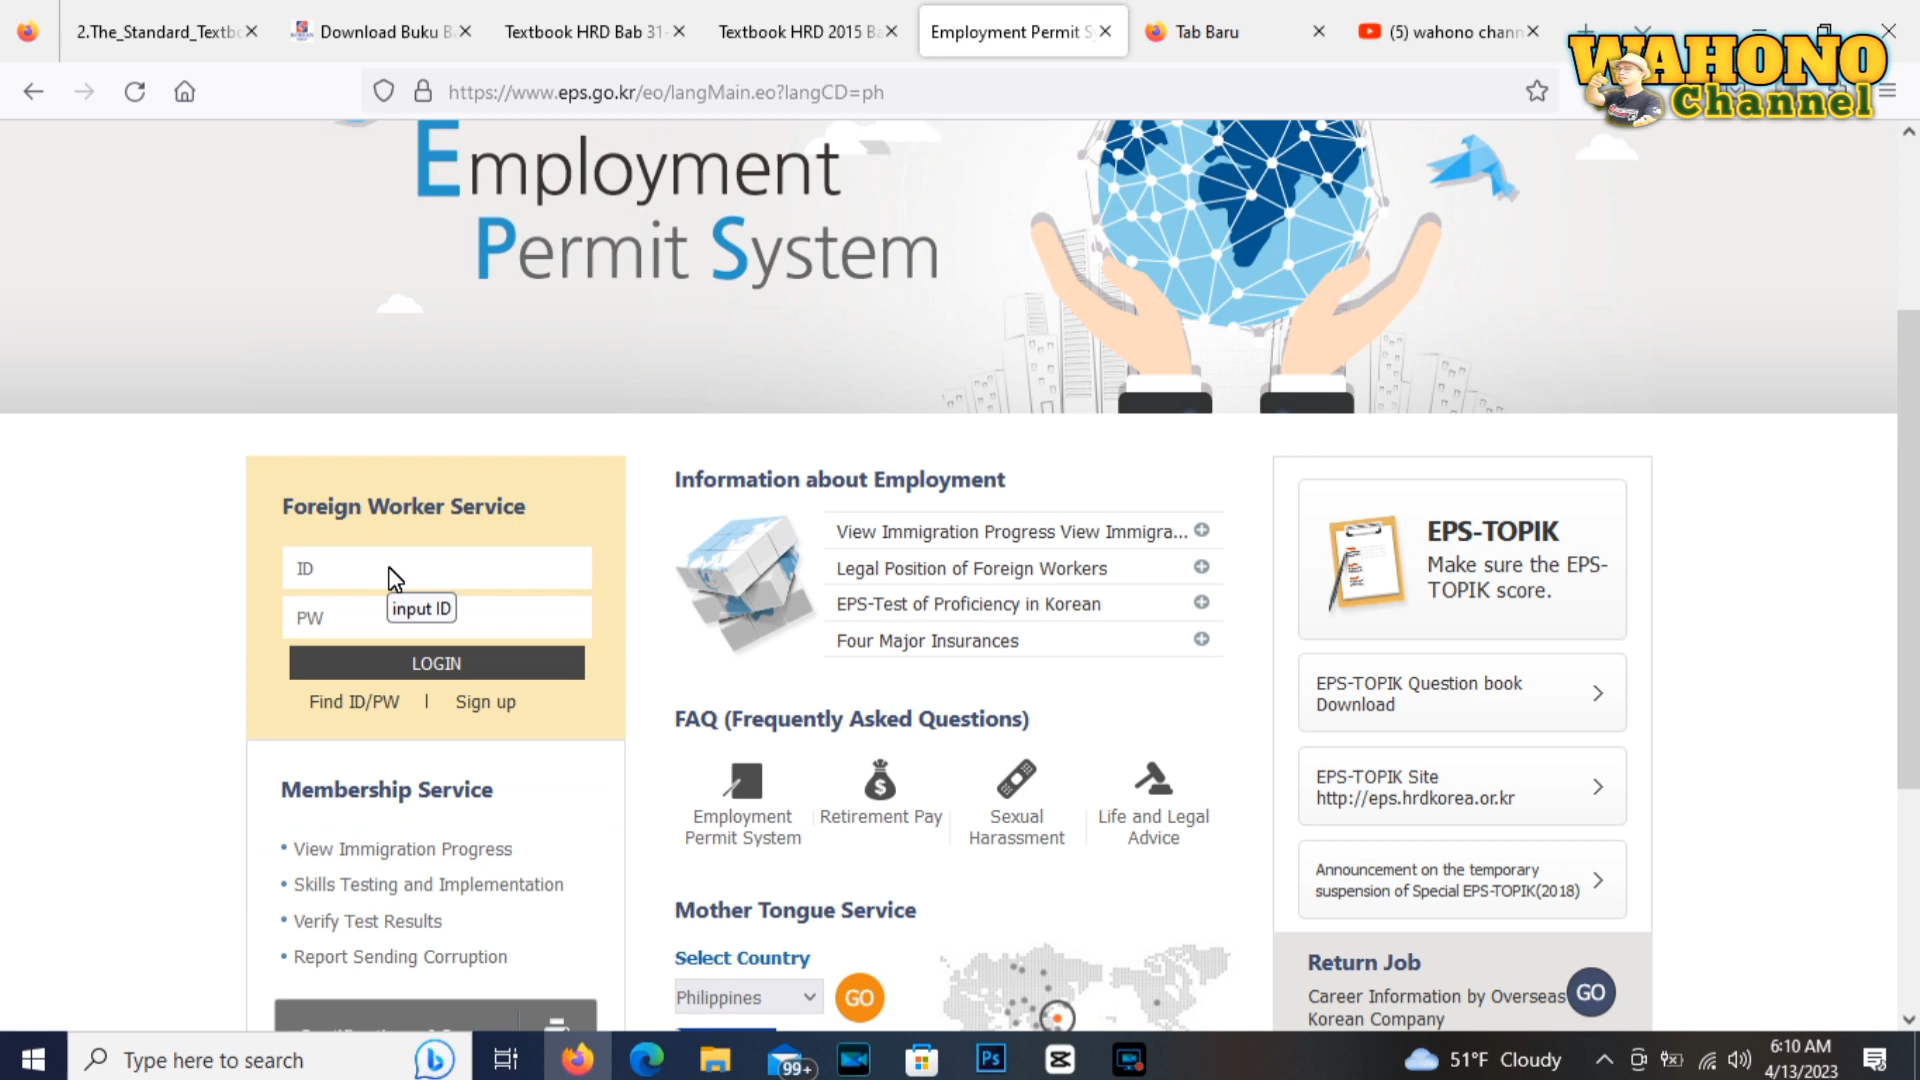 2.The_Standard_Textb
Download Buku B
Textbook HRD Bab 31-
Textbook HRD 2015 B
Employment Permit S
Tab Baru
(5) wahono chann
WAHONO
Channel
https://www.eps.go.kr/eo/langMain.eo?langCD=ph
Employment
Permit System
Foreign Worker Service
ID
input ID
PW
LOGIN
Find ID/PW | Sign up
Membership Service
• View Immigration Progress
• Skills Testing and Implementation
• Verify Test Results
• Report Sending Corruption
Information about Employment
View Immigration Progress View Immigra...
Legal Position of Foreign Workers
EPS-Test of Proficiency in Korean
Four Major Insurances
FAQ (Frequently Asked Questions)
Employment
Permit System
Retirement Pay
Sexual
Harassment
Life and Legal
Advice
Mother Tongue Service
Select Country
Philippines
GO
EPS-TOPIK
Make sure the EPS-
TOPIK score.
EPS-TOPIK Question book
Download
EPS-TOPIK Site
http://eps.hrdkorea.or.kr
Announcement on the temporary
suspension of Special EPS-TOPIK(2018)
Return Job
Career Information by Overseas
Korean Company
GO
Type here to search
99+
Ps
51°F Cloudy
6:10 AM
4/13/2023